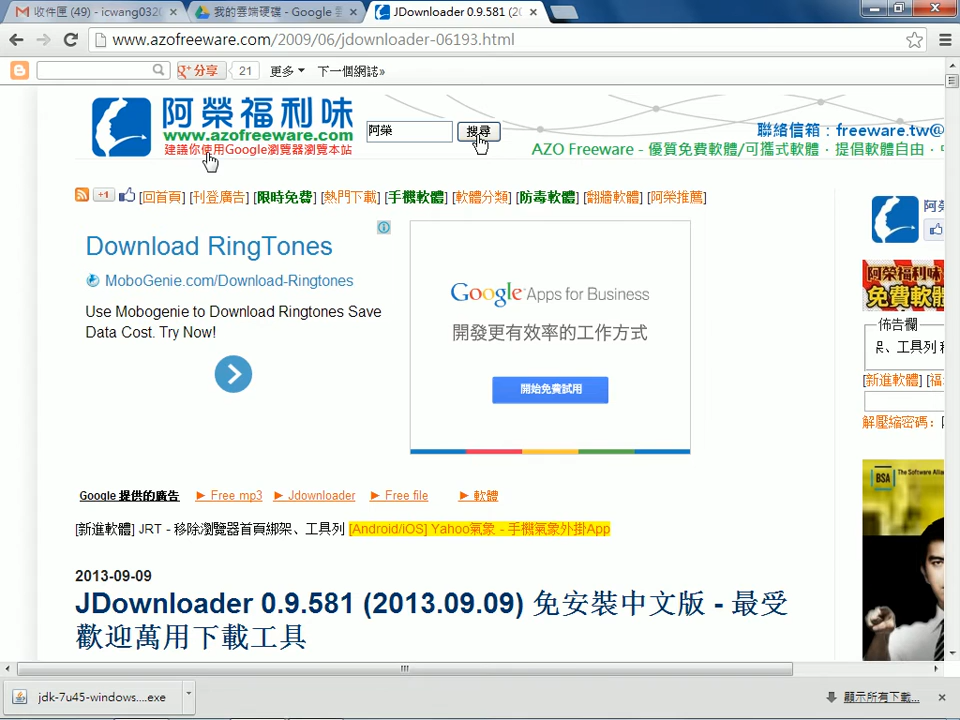 收件匣 (49) - icwang032
我的雲端硬碟 - Google 雲
JDownloader 0.9.581 (20
www.azofreeware.com/2009/06/jdownloader-06193.html
分享
21
更多
下一個網誌»
阿榮福利味
www.azofreeware.com
建議你使用Google瀏覽器瀏覽本站
阿榮
搜尋
聯絡信箱：freeware.tw@
AZO Freeware - 優質免費軟體/可攜式軟體．提倡軟體自由．
+1 [回首頁] [刊登廣告] [限時免費] [熱門下載] [手機軟體] [軟體分類] [防毒軟體] [翻牆軟體] [阿榮推薦]
Download RingTones
MoboGenie.com/Download-Ringtones
Use Mobogenie to Download Ringtones Save
Data Cost. Try Now!
Google Apps for Business
開發更有效率的工作方式
開始免費試用
阿榮福利味
免費軟體
佈告欄
、工具列
[新進軟體] [福
解壓縮密碼：
BSA The Software Alli
Google 提供的廣告 ► Free mp3 ► Jdownloader ► Free file ► 軟體
[新進軟體] JRT - 移除瀏覽器首頁綁架、工具列 [Android/iOS] Yahoo氣象 - 手機氣象外掛App
2013-09-09
JDownloader 0.9.581 (2013.09.09) 免安裝中文版 - 最受
歡迎萬用下載工具
jdk-7u45-windows....exe
顯示所有下載...